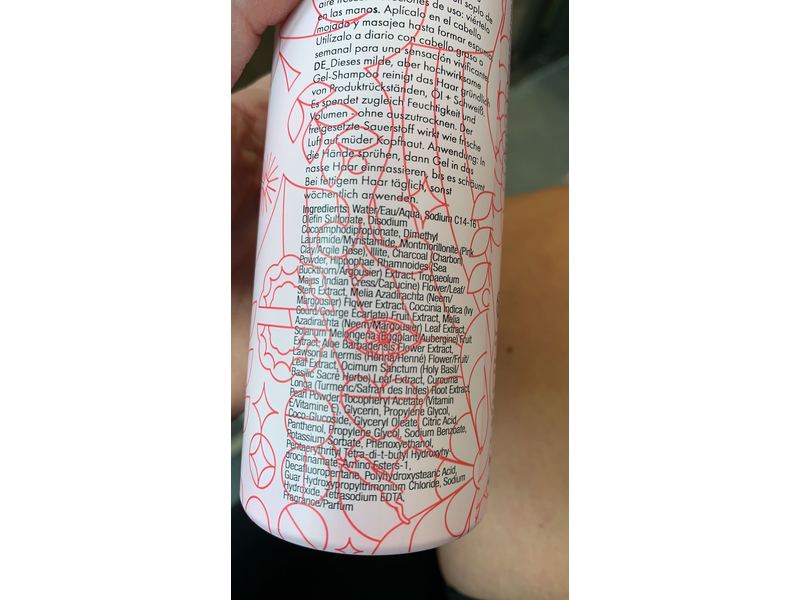 aire fresco
de uso: viértelo
en las manos. Aplícalo en el cabello
mojado y masajea hasta formar espuma.
Utilízalo a diario con cabello graso o
semanal para una sensación vivificante.
DE_Dieses milde, aber hochwirksame
Gel-Shampoo reinigt das Haar gründlich
von Produktrückständen, Öl + Schweiß.
Es spendet zugleich Feuchtigkeit und
Volumen - ohne auszutrocknen. Der
freigesetzte Sauerstoff wirkt wie frische
Luft auf müder Kopfhaut. Anwendung: In
die Hände sprühen, dann Gel in das
nasse Haar einmassieren, bis es schäumt
Bei fettigem Haar täglich, sonst
wöchentlich anwenden.
Ingredients: Water/Eau/Aqua, Sodium C14-16
Olefin Sulfonate, Disodium
Cocoamphodipropionate, Dimethyl
Lauramide/Myristamide, Montmorillonite (Pink
Clay/Argile Rose), Illite, Charcoal (Charbon)
Powder, Hippophae Rhamnoides (Sea
Buckthorn/Argousier) Extract, Tropaeolum
Majus (Indian Cress/Capucine) Flower/Leaf/
Stem Extract, Melia Azadirachta (Neem/
Margousier) Flower Extract, Coccinia Indica (Ivy
Gourd/Courge Écarlate) Fruit Extract, Melia
Azadirachta (Neem/Margousier) Leaf Extract,
Solanum Melongena (Eggplant/Aubergine) Fruit
Extract, Aloe Barbadensis Flower Extract,
Lawsonia Inermis (Henna/Henné) Flower/Fruit/
Leaf Extract, Ocimum Sanctum (Holy Basil/
Basilic Sacré Herbe) Leaf Extract, Curcuma
Longa (Turmeric/Safran des Indes) Root Extract,
Pearl Powder, Tocopheryl Acetate (Vitamin
E/Vitamine E), Glycerin, Propylene Glycol,
Coco-Glucoside, Glyceryl Oleate, Citric Acid,
Panthenol, Propylene Glycol, Sodium Benzoate,
Potassium Sorbate, Phenoxyethanol,
Pentaerythrityl Tetra-di-t-butyl Hydroxyhy-
drocinnamate, Amino Esters-1,
Decafluoropentane, Polyhydroxystearic Acid,
Guar Hydroxypropyltrimonium Chloride, Sodium
Hydroxide, Tetrasodium EDTA,
Fragrance/Parfum